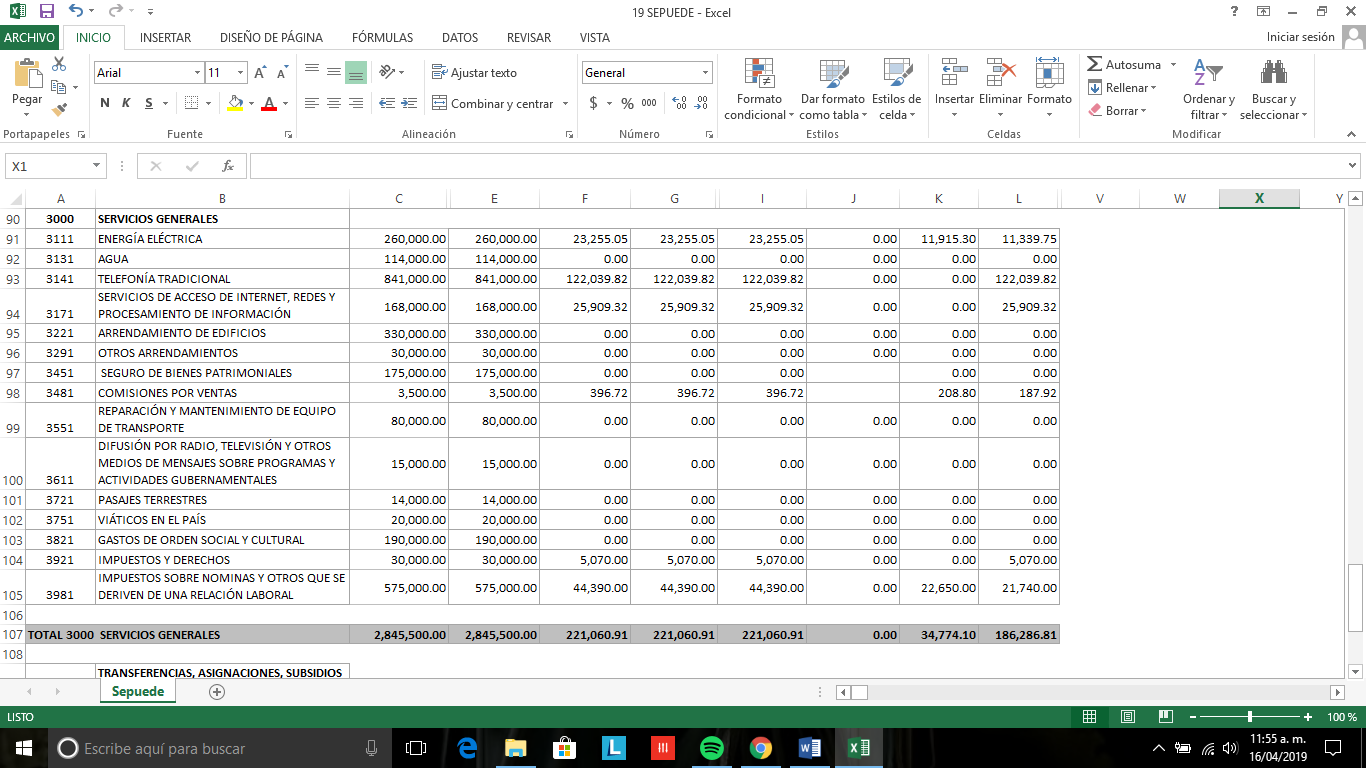 19 SEPUEDE - Excel
ARCHIVO INICIO INSERTAR DISEÑO DE PÁGINA FÓRMULAS DATOS REVISAR VISTA Iniciar sesión
Pegar
Portapapeles
Arial 11
N K S
Fuente
Ajustar texto
Combinar y centrar
Alineación
General
$ % 000
Número
Formato condicional
Dar formato como tabla
Estilos de celda
Estilos
Insertar Eliminar Formato
Celdas
Autosuma
Rellenar
Borrar
Ordenar y filtrar
Buscar y seleccionar
Modificar
X1 fx
A B C E F G I J K L V W X Y
90 3000 SERVICIOS GENERALES
91 3111 ENERGÍA ELÉCTRICA 260,000.00 260,000.00 23,255.05 23,255.05 23,255.05 0.00 11,915.30 11,339.75
92 3131 AGUA 114,000.00 114,000.00 0.00 0.00 0.00 0.00 0.00 0.00
93 3141 TELEFONÍA TRADICIONAL 841,000.00 841,000.00 122,039.82 122,039.82 122,039.82 0.00 0.00 122,039.82
SERVICIOS DE ACCESO DE INTERNET, REDES Y
94 3171 PROCESAMIENTO DE INFORMACIÓN 168,000.00 168,000.00 25,909.32 25,909.32 25,909.32 0.00 0.00 25,909.32
95 3221 ARRENDAMIENTO DE EDIFICIOS 330,000.00 330,000.00 0.00 0.00 0.00 0.00 0.00 0.00
96 3291 OTROS ARRENDAMIENTOS 30,000.00 30,000.00 0.00 0.00 0.00 0.00 0.00 0.00
97 3451 SEGURO DE BIENES PATRIMONIALES 175,000.00 175,000.00 0.00 0.00 0.00 0.00 0.00
98 3481 COMISIONES POR VENTAS 3,500.00 3,500.00 396.72 396.72 396.72 208.80 187.92
REPARACIÓN Y MANTENIMIENTO DE EQUIPO
99 3551 DE TRANSPORTE 80,000.00 80,000.00 0.00 0.00 0.00 0.00 0.00 0.00
DIFUSIÓN POR RADIO, TELEVISIÓN Y OTROS
MEDIOS DE MENSAJES SOBRE PROGRAMAS Y 15,000.00 15,000.00 0.00 0.00 0.00 0.00 0.00 0.00
100 3611 ACTIVIDADES GUBERNAMENTALES
101 3721 PASAJES TERRESTRES 14,000.00 14,000.00 0.00 0.00 0.00 0.00 0.00 0.00
102 3751 VIÁTICOS EN EL PAÍS 20,000.00 20,000.00 0.00 0.00 0.00 0.00 0.00 0.00
103 3821 GASTOS DE ORDEN SOCIAL Y CULTURAL 190,000.00 190,000.00 0.00 0.00 0.00 0.00 0.00 0.00
104 3921 IMPUESTOS Y DERECHOS 30,000.00 30,000.00 5,070.00 5,070.00 5,070.00 0.00 0.00 5,070.00
IMPUESTOS SOBRE NOMINAS Y OTROS QUE SE
105 3981 DERIVEN DE UNA RELACIÓN LABORAL 575,000.00 575,000.00 44,390.00 44,390.00 44,390.00 0.00 22,650.00 21,740.00
106
107 TOTAL 3000 SERVICIOS GENERALES 2,845,500.00 2,845,500.00 221,060.91 221,060.91 221,060.91 0.00 34,774.10 186,286.81
108
TRANSFERENCIAS, ASIGNACIONES, SUBSIDIOS
Sepuede
LISTO 100 %
Escribe aquí para buscar
11:55 a. m.
16/04/2019